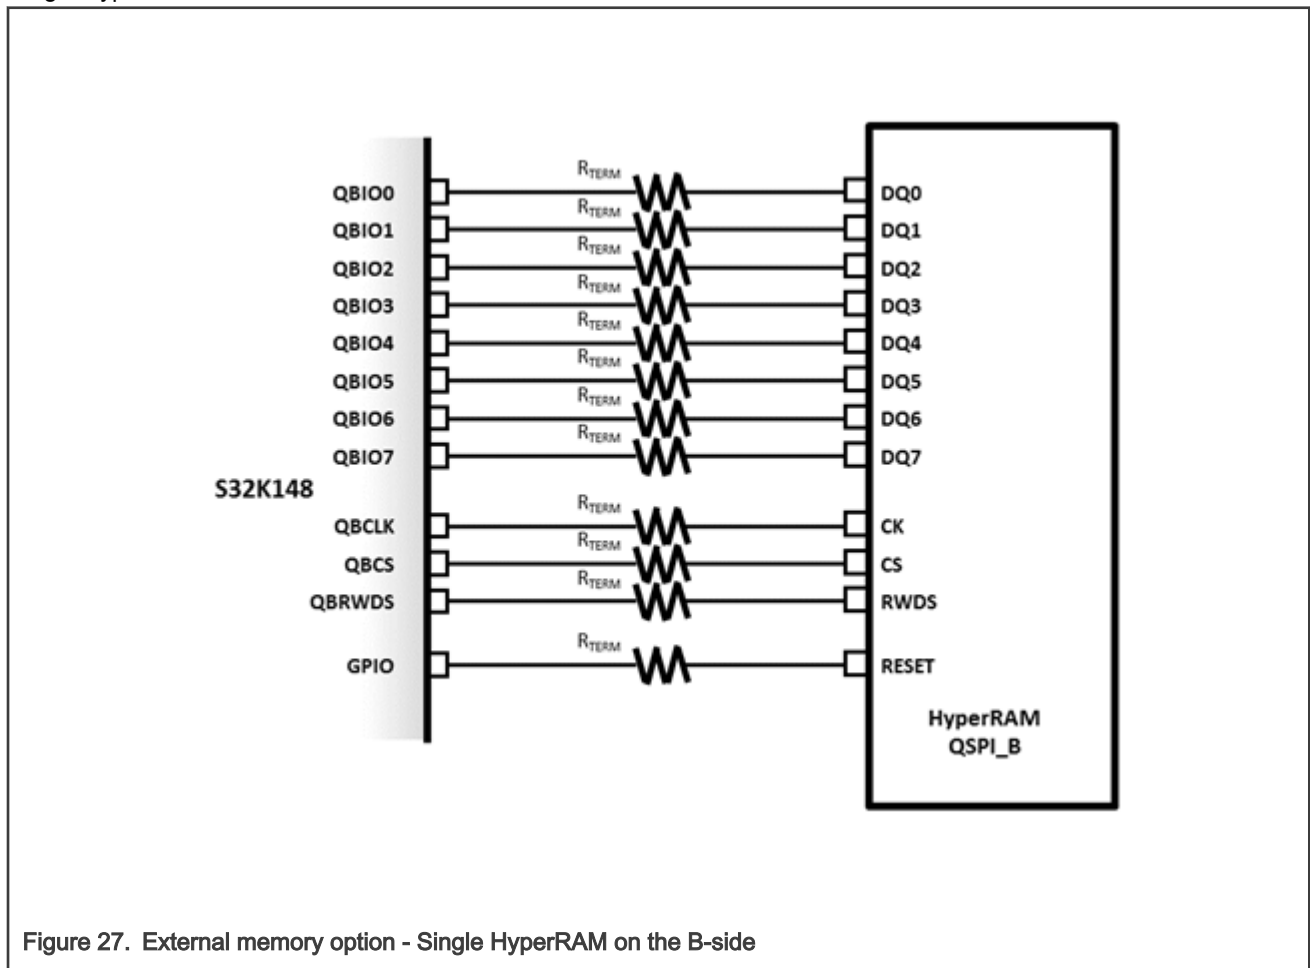 QBIO0 RTERM DQ0
QBIO1 RTERM DQ1
QBIO2 RTERM DQ2
QBIO3 RTERM DQ3
QBIO4 RTERM DQ4
QBIO5 RTERM DQ5
QBIO6 RTERM DQ6
QBIO7 RTERM DQ7
S32K148
QBCLK RTERM CK
QBCS RTERM CS
QBRWDS RTERM RWDS
GPIO RTERM RESET
HyperRAM
QSPI_B
Figure 27. External memory option - Single HyperRAM on the B-side